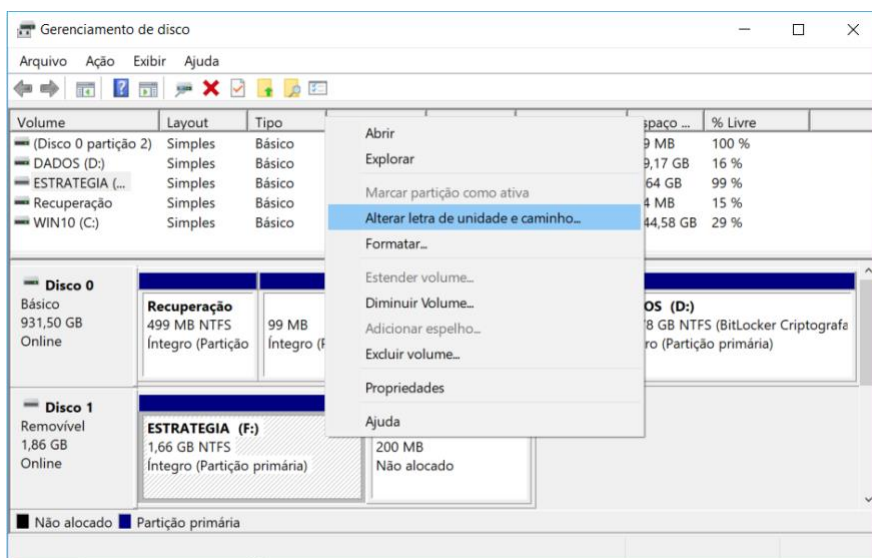 Gerenciamento de disco
Arquivo Ação Exibir Ajuda
Volume Layout Tipo spaço ... % Livre
(Disco 0 partição 2) Simples Básico 9 MB 100 %
DADOS (D:) Simples Básico 9,17 GB 16 %
ESTRATEGIA (... Simples Básico 64 GB 99 %
Recuperação Simples Básico 4 MB 15 %
WIN10 (C:) Simples Básico 44,58 GB 29 %
Abrir
Explorar
Marcar partição como ativa
Alterar letra de unidade e caminho...
Formatar...
Estender volume...
Diminuir Volume...
Adicionar espelho...
Excluir volume...
Propriedades
Ajuda
Disco 0
Básico
931,50 GB
Online
Recuperação
499 MB NTFS
Íntegro (Partição
99 MB
Íntegro (P
OS (D:)
8 GB NTFS (BitLocker Criptografa
ro (Partição primária)
Disco 1
Removível
1,86 GB
Online
ESTRATEGIA (F:)
1,66 GB NTFS
Íntegro (Partição primária)
200 MB
Não alocado
Não alocado Partição primária